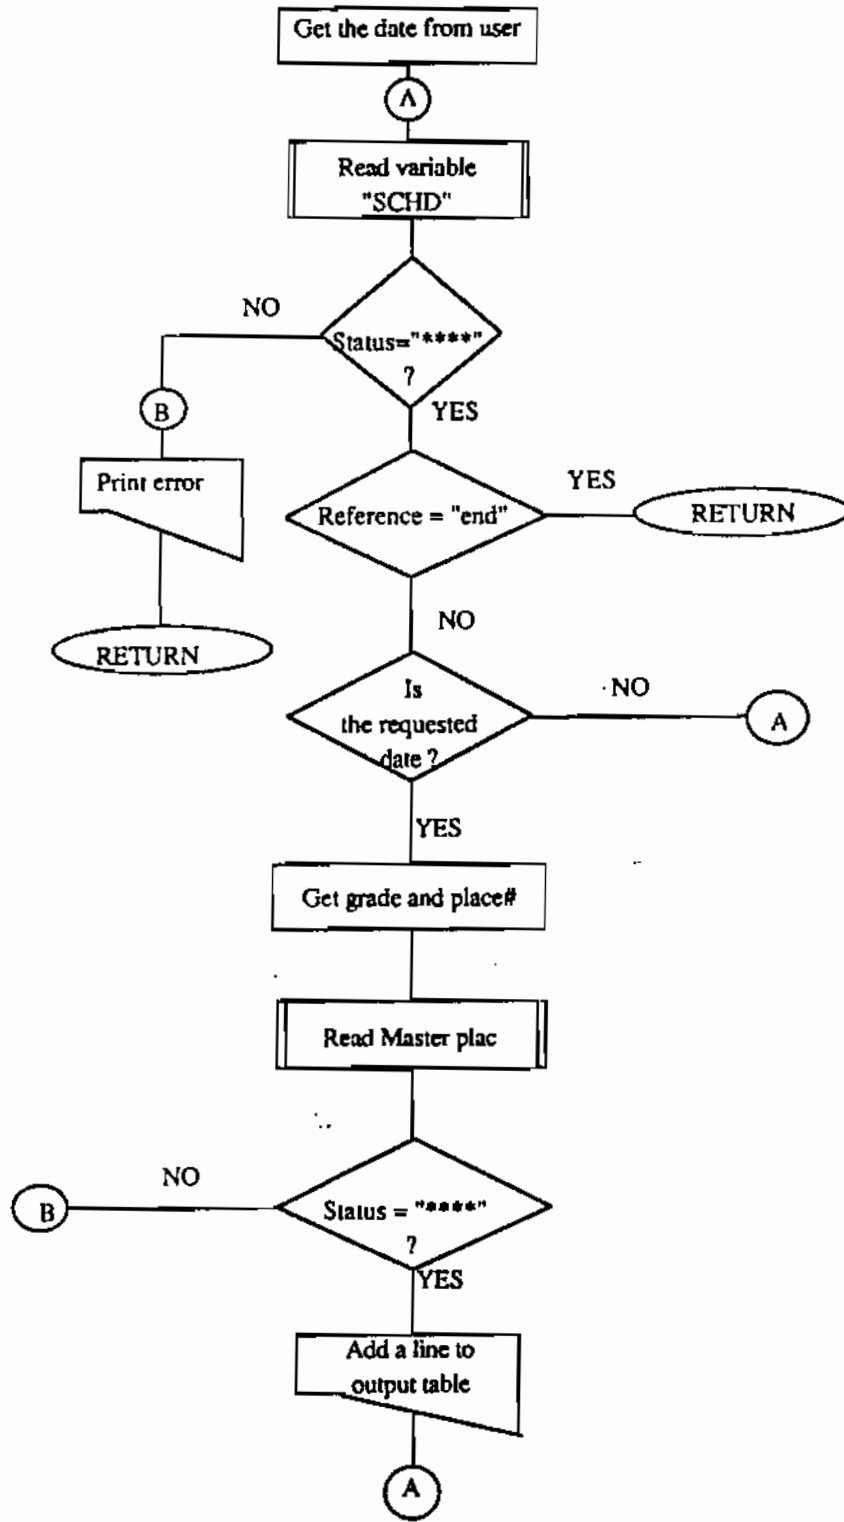 Get the date from user
A
Read variable
"SCHD"
NO
Status="****"
?
YES
B
Print error
RETURN
Reference = "end"
YES
RETURN
NO
Is
the requested
date ?
NO
A
YES
Get grade and place#
Read Master plac
NO
B
Status = "****"
?
YES
Add a line to
output table
A